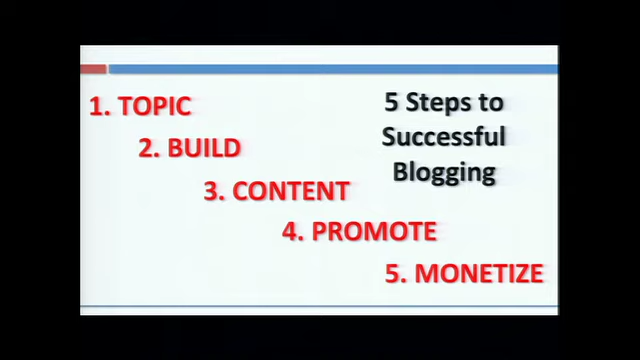 5 Steps to
Successful
Blogging
1. TOPIC
2. BUILD
3. CONTENT
4. PROMOTE
5. MONETIZE